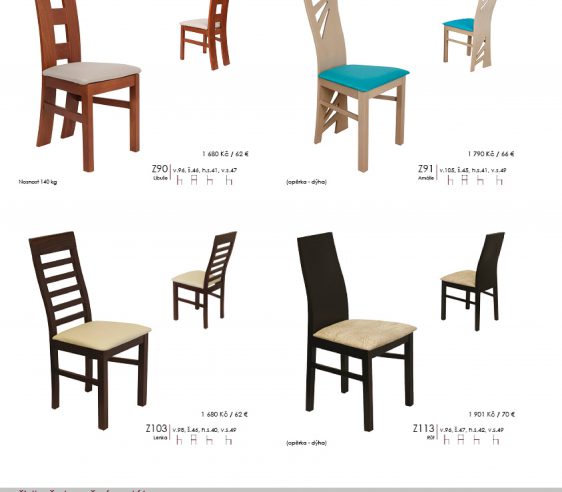 1 680 Kč / 62 €
Z90 v.96, š.46, h.s.41, v.s.47
Libuše
Nosnost 140 kg
1 790 Kč / 66 €
Z91 v.105, š.45, h.s.41, v.s.49
Amálie
(opěrka - dýha)
1 680 Kč / 62 €
Z103 v.98, š.46, h.s.40, v.s.49
Lenka
1 901 Kč / 70 €
Z113 v.96, š.47, h.s.42, v.s.49
Růt
(opěrka - dýha)